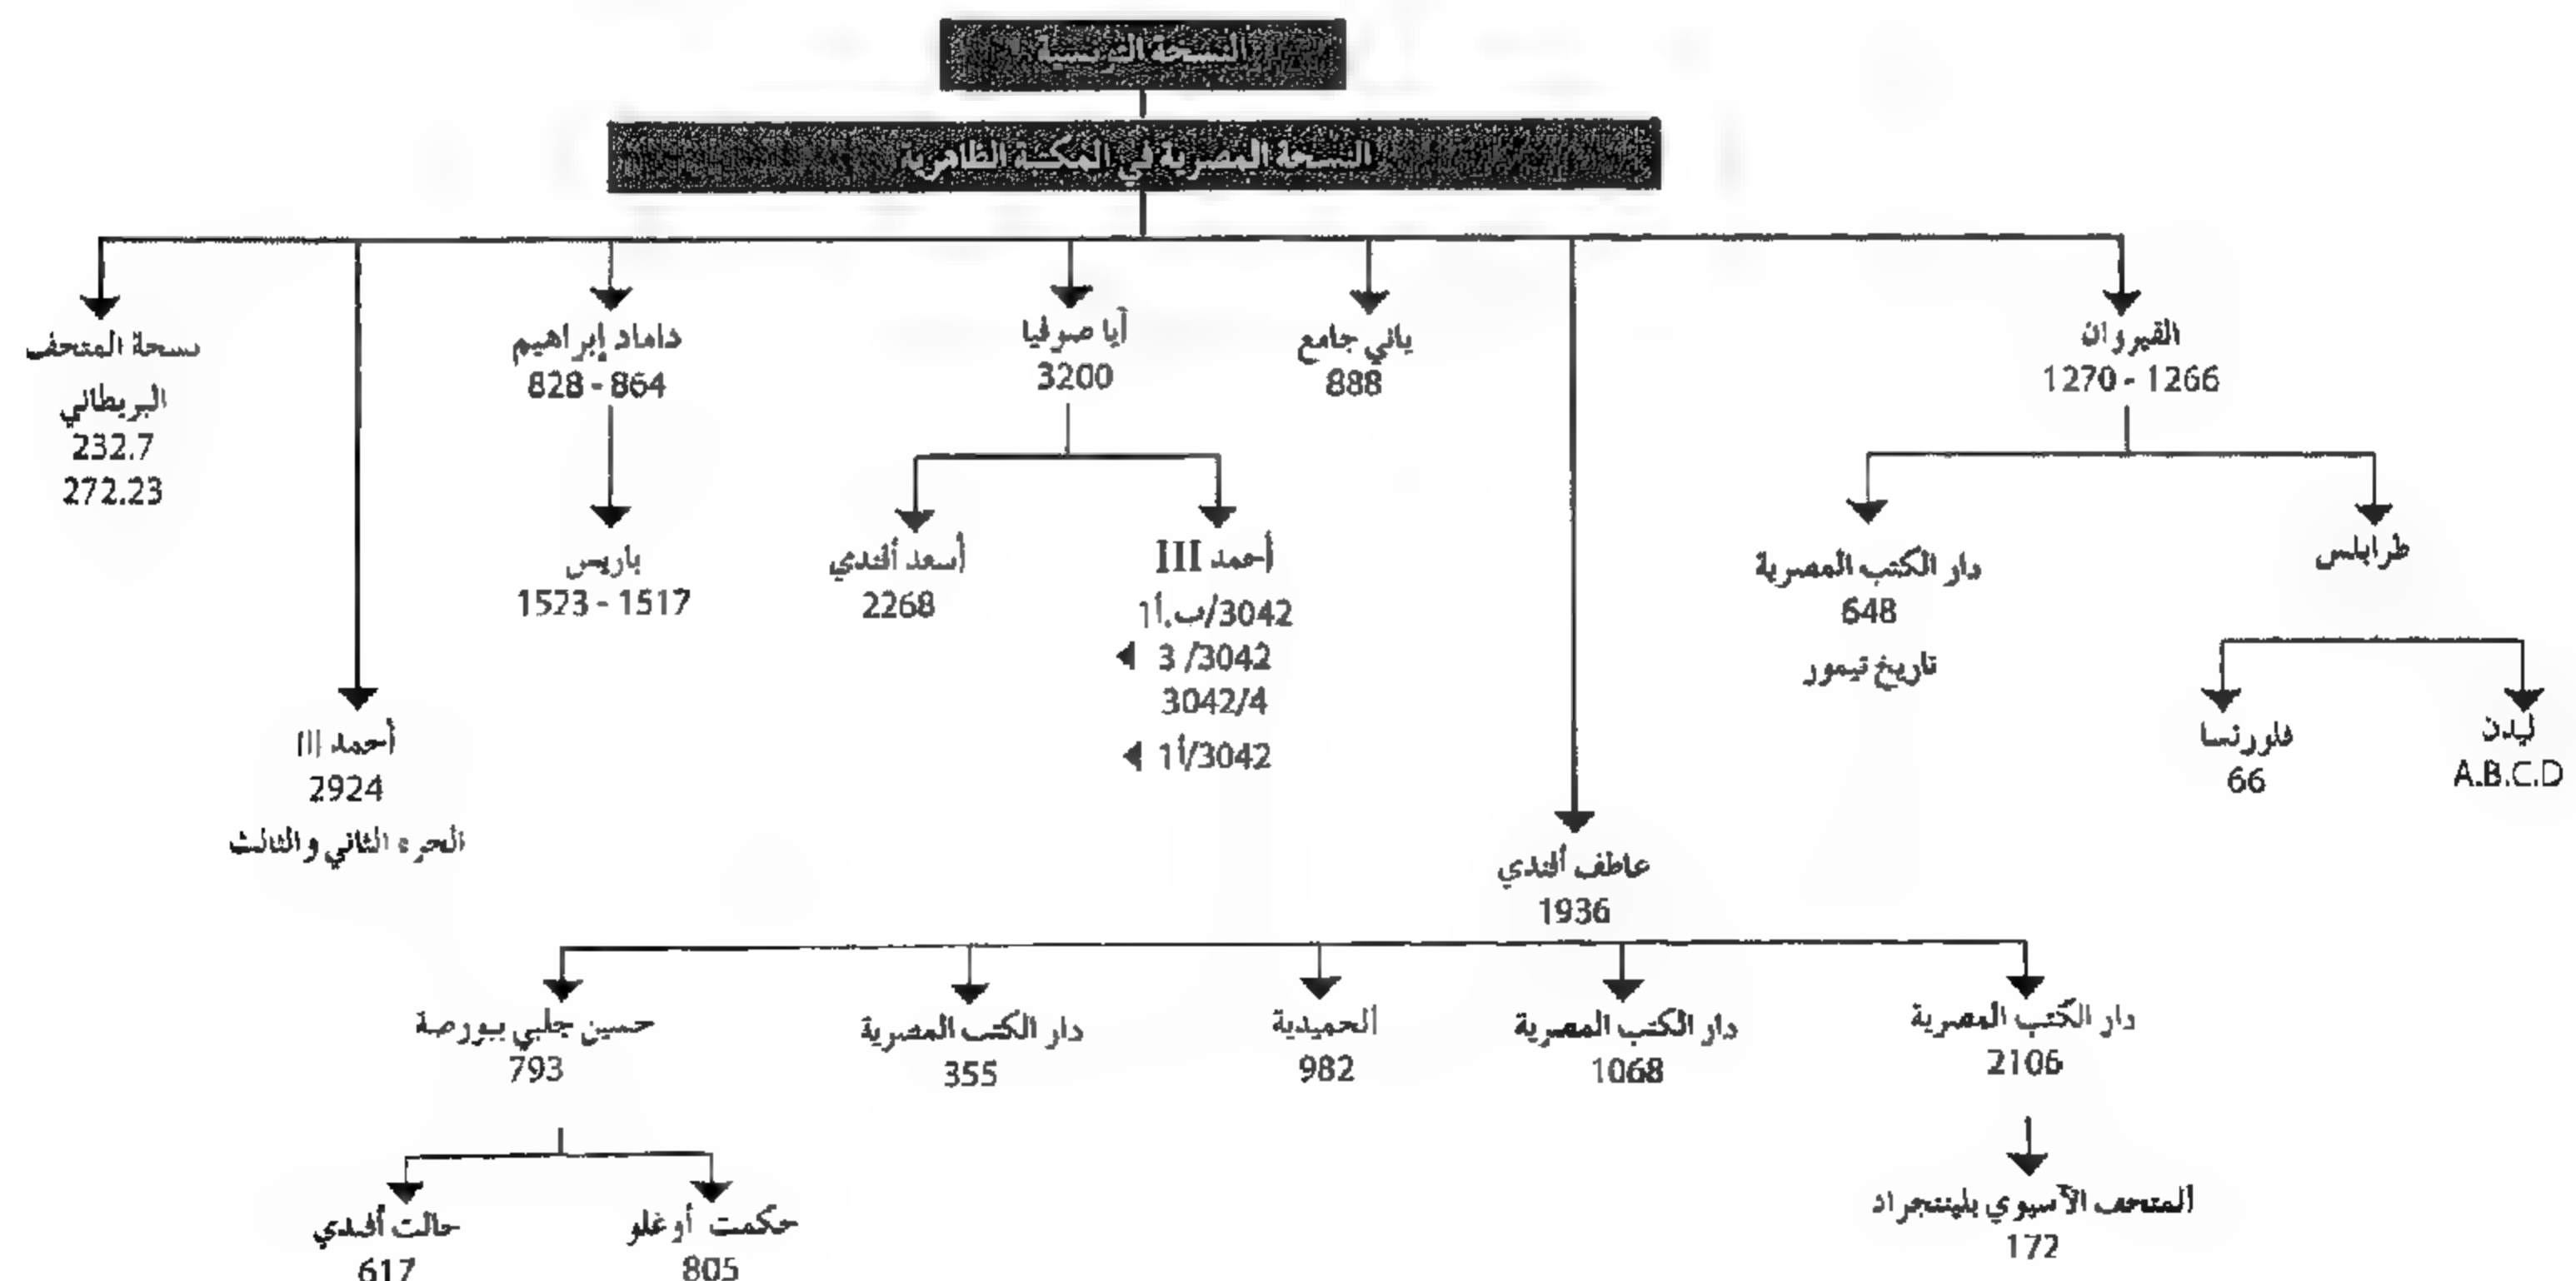 النسخة التونسية
النسخة المصرية في المكتبة الظاهرية
القيروان
1270 - 1266
ياني جامع
888
آيا صوفيا
3200
داماد إبراهيم
828 - 864
نسخة المتحف
البريطاني
232.7
272.23
طرابلس
دار الكتب المصرية
648
تاريخ تيمور
أحمد III
3042/ب.أ1
3042/ 3
3042/4
3042/أ1
أسعد أفندي
2268
باريس
1523 - 1517
ليدن
A.B.C.D
فلورنسا
66
أحمد III
2924
الجزء الثاني والثالث
عاطف أفندي
1936
دار الكتب المصرية
2106
دار الكتب المصرية
1068
الحميدية
982
دار الكتب المصرية
355
حسين جلبي ببورصة
793
المتحف الآسيوي بليننجراد
172
حكمت أوغلو
805
حالت أفندي
617